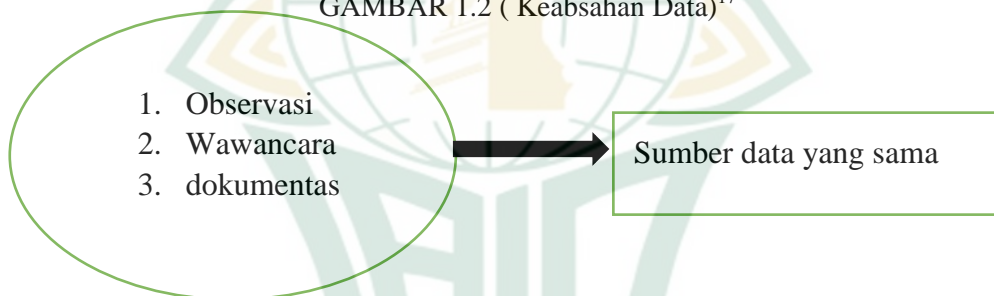 GAMBAR 1.2 ( Keabsahan Data)¹⁷
1. Observasi
2. Wawancara
3. dokumentas
Sumber data yang sama